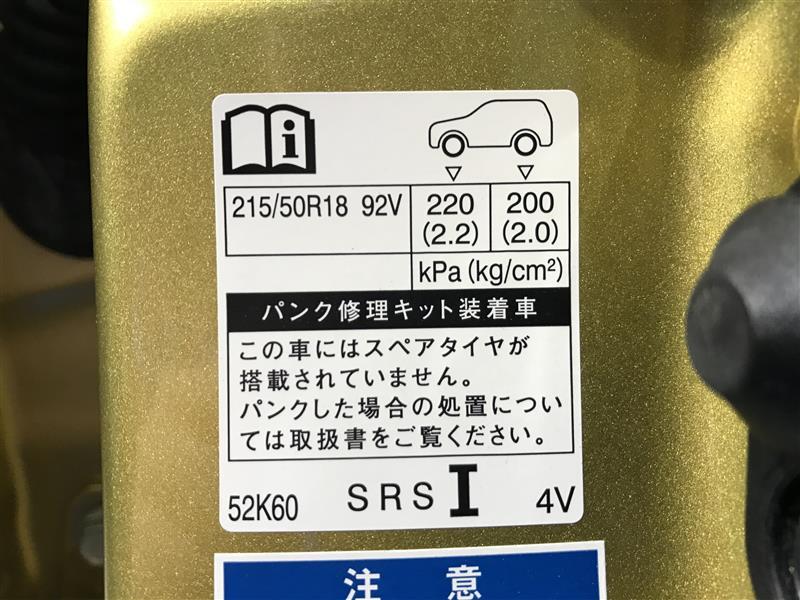 215/50R18 92V 220 200
(2.2) (2.0)
kPa (kg/cm²)
パンク修理キット装着車
この車にはスペアタイヤが
搭載されていません。
パンクした場合の処置につい
ては取扱書をご覧ください。
52K60 SRS I 4V
注意